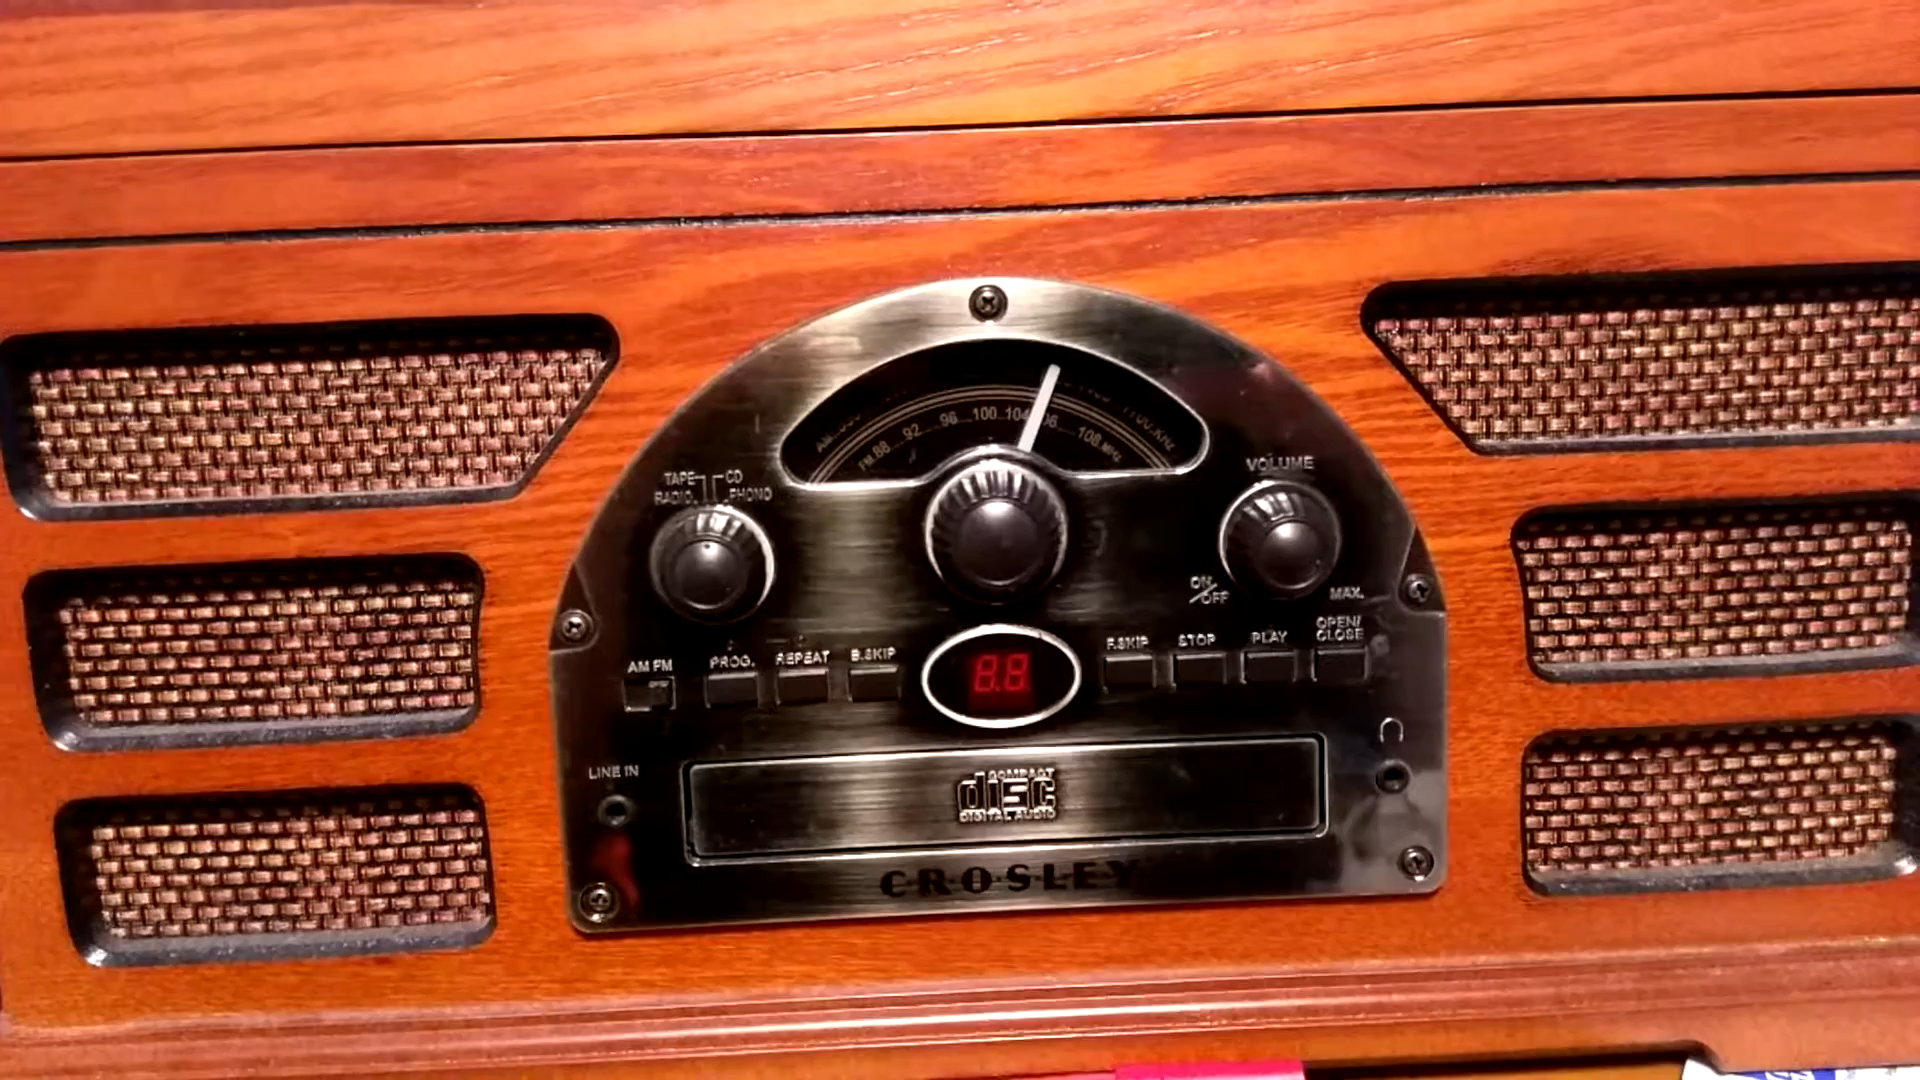 FM 88 92 96 100 104 108 MHz
TAPE CD
RADIO PHONO
VOLUME
ON/OFF MAX.
AM FM PROG. REPEAT B.SKIP F.SKIP STOP PLAY OPEN/CLOSE
8.8.
LINE IN
COMPACT
disc
DIGITAL AUDIO
CROSLEY